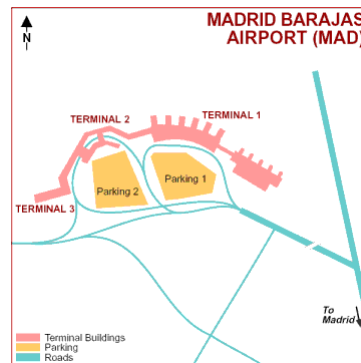 MADRID BARAJAS
AIRPORT (MAD)
N
TERMINAL 2
TERMINAL 1
Parking 1
Parking 2
TERMINAL 3
To
Madrid
Terminal Buildings
Parking
Roads